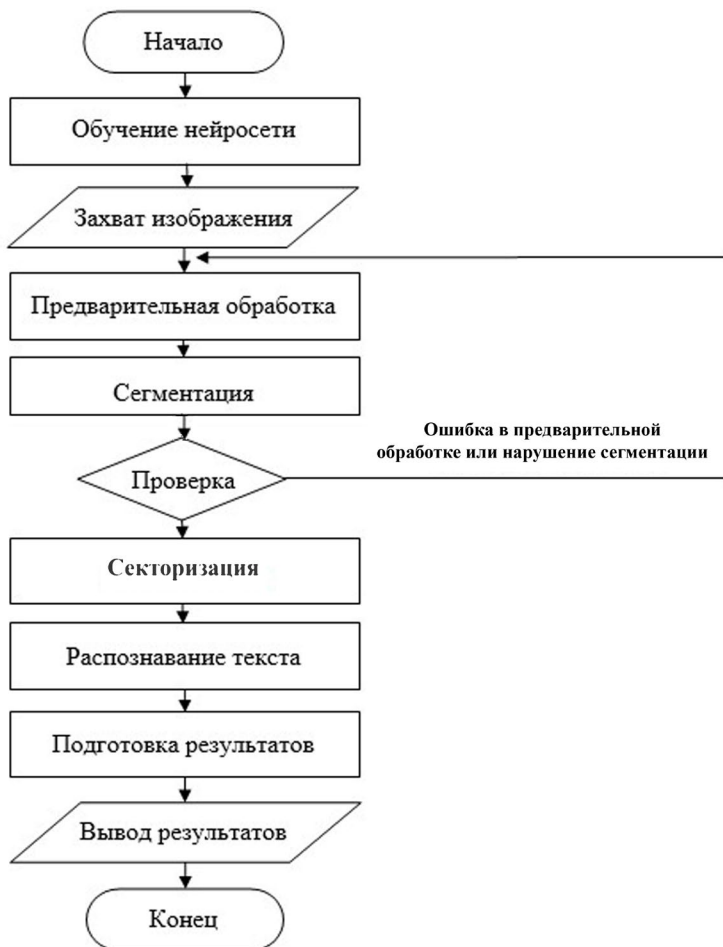 Начало
Обучение нейросети
Захват изображения
Предварительная обработка
Сегментация
Ошибка в предварительной
обработке или нарушение сегментации
Проверка
Секторизация
Распознавание текста
Подготовка результатов
Вывод результатов
Конец